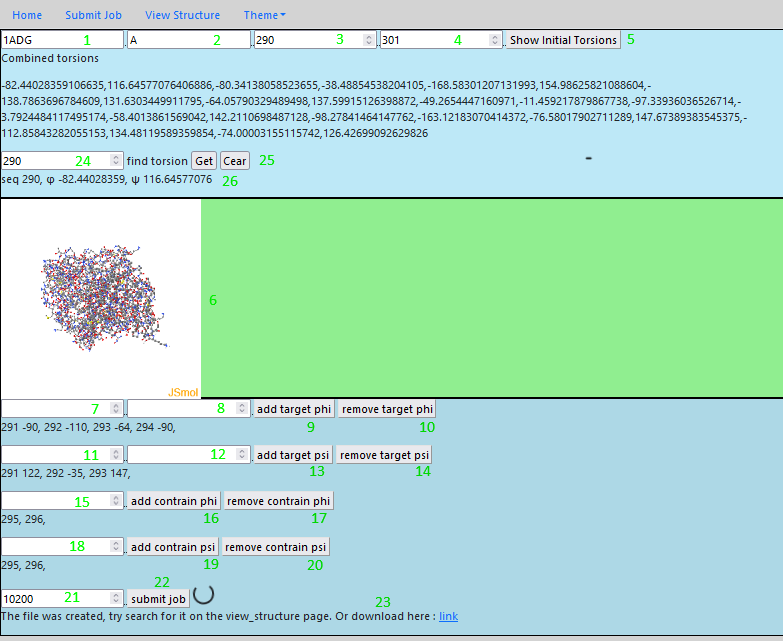 Home Submit Job View Structure Theme
1ADG 1 A 2 290 3 301 4 Show Initial Torsions 5
Combined torsions
-82.44028359106635,116.64577076406886,-80.34138058523655,-38.48854538204105,-168.58301207131993,154.98625821088604,-
138.7863696784609,131.6303449911795,-64.05790329489498,137.59915126398872,-49.2654447160971,-11.459217879867738,-97.33936036526714,-
3.7924484117495174,-58.4013861569042,142.2110698487128,-98.27841464147762,-163.12183070414372,-76.58017902711289,147.67389383545375,-
112.85843282055153,134.48119589359854,-74.00003155115742,126.42699092629826
290 24 find torsion Get Cear 25
seq 290, φ -82.44028359, ψ 116.64577076 26
6
JSmol
7 8 add target phi remove target phi
291 -90, 292 -110, 293 -64, 294 -90, 9 10
11 12 add target psi remove target psi
291 122, 292 -35, 293 147, 13 14
15 add contrain phi remove contrain phi
295, 296, 16 17
18 add contrain psi remove contrain psi
295, 296, 19 20
22
10200 21 submit job 23
The file was created, try search for it on the view_structure page. Or download here : link